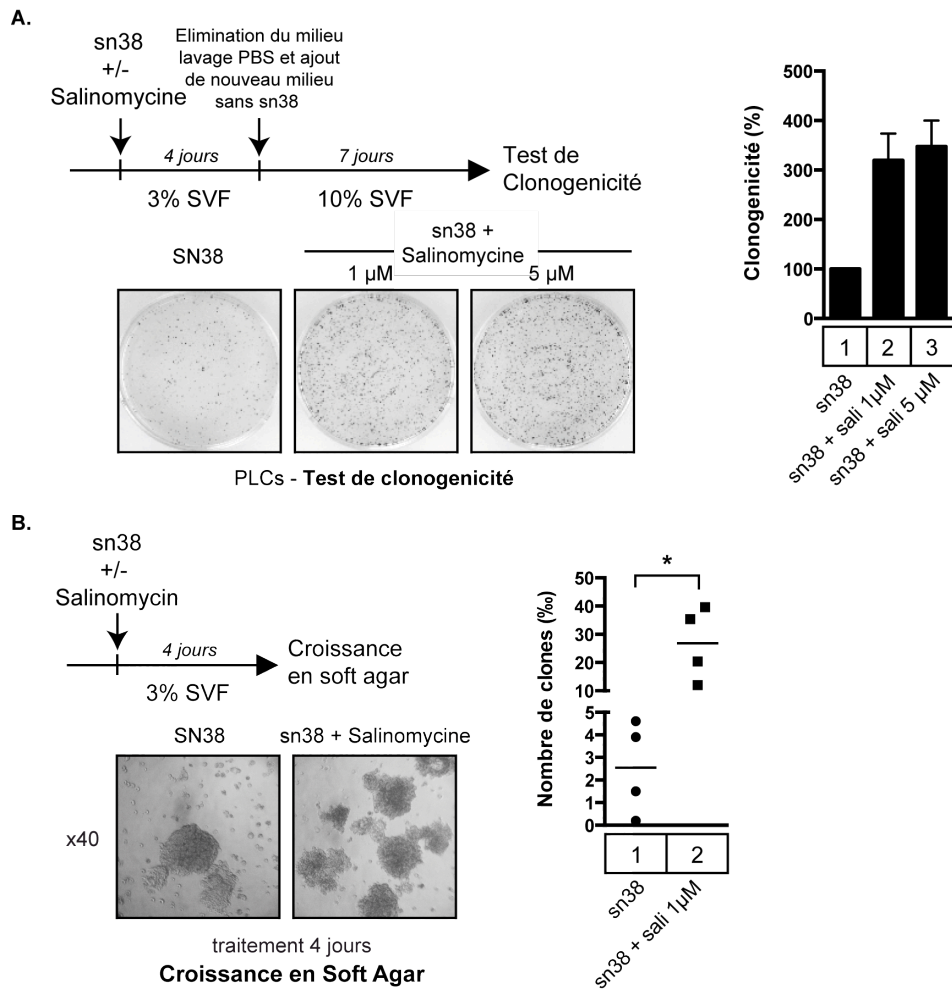 A.
sn38
+/-
Salinomycine
Elimination du milieu
lavage PBS et ajout
de nouveau milieu
sans sn38
4 jours
7 jours
3% SVF
10% SVF
Test de
Clonogenicité
SN38
sn38 +
Salinomycine
1 µM
5 µM
PLCs - Test de clonogenicité
Clonogenicité (%)
500
400
300
200
100
0
1
2
3
sn38
sn38 + sali 1µM
sn38 + sali 5 µM
B.
sn38
+/-
Salinomycin
4 jours
3% SVF
Croissance
en soft agar
SN38
sn38 + Salinomycine
x40
traitement 4 jours
Croissance en Soft Agar
Nombre de clones (‰)
*
50
40
30
20
10
5
4
3
2
1
0
1
2
sn38
sn38 + sali 1µM